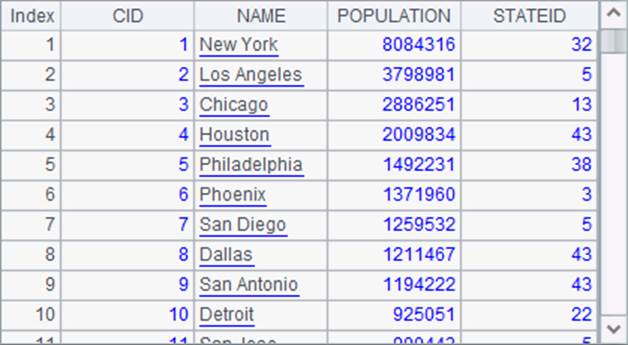 Index CID NAME POPULATION STATEID
1 1 New York 8084316 32
2 2 Los Angeles 3798981 5
3 3 Chicago 2886251 13
4 4 Houston 2009834 43
5 5 Philadelphia 1492231 38
6 6 Phoenix 1371960 3
7 7 San Diego 1259532 5
8 8 Dallas 1211467 43
9 9 San Antonio 1194222 43
10 10 Detroit 925051 22
11 11 San Jose 5